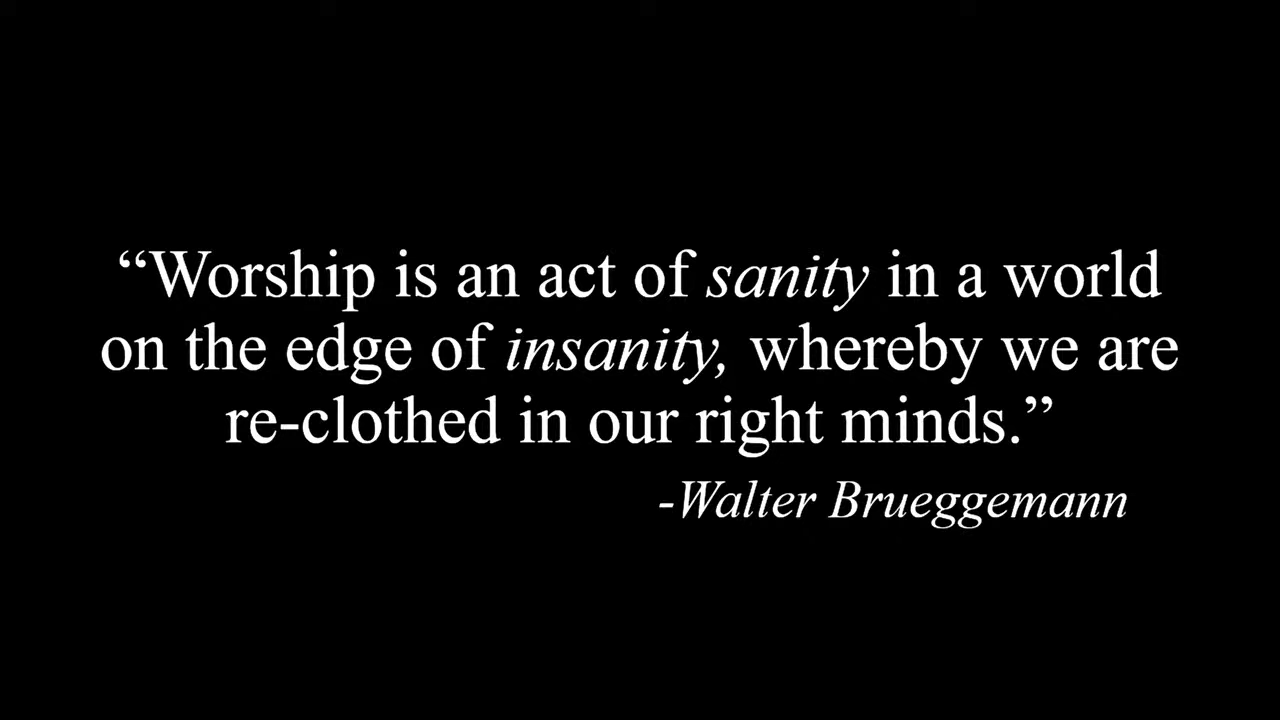 “Worship is an act of sanity in a world
on the edge of insanity, whereby we are
re-clothed in our right minds.”
-Walter Brueggemann